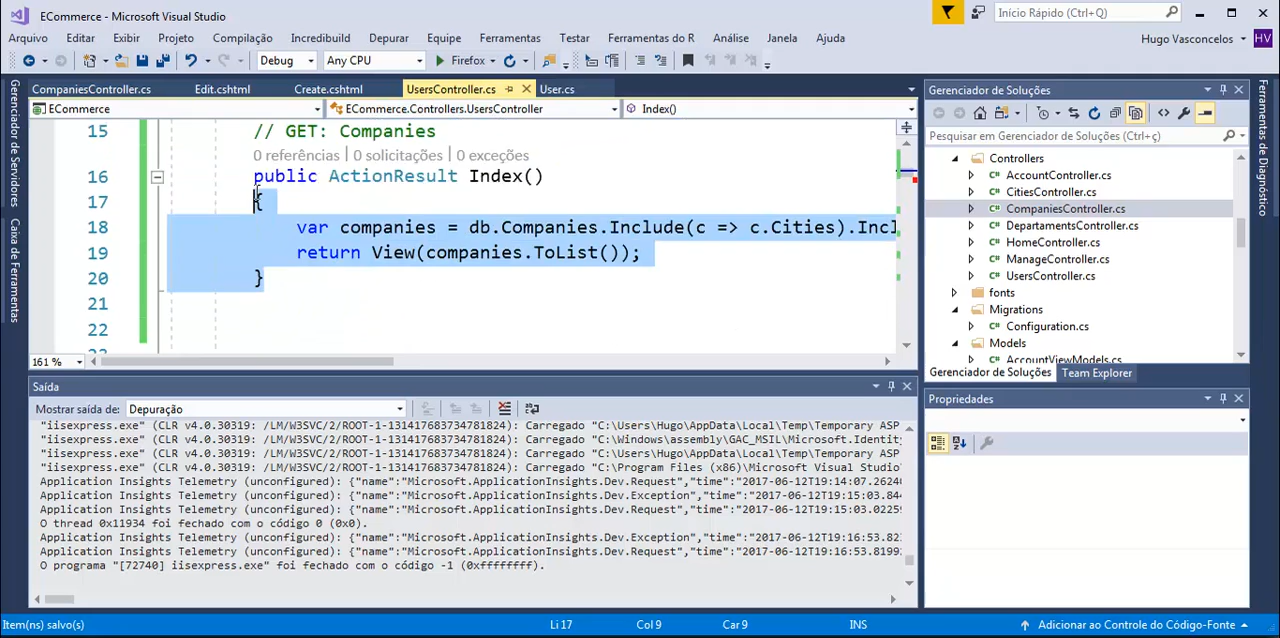 ECommerce - Microsoft Visual Studio
Início Rápido (Ctrl+Q)
Arquivo Editar Exibir Projeto Compilação Incredibuild Depurar Equipe Ferramentas Testar Ferramentas do R Análise Janela Ajuda
Hugo Vasconcelos HV
Debug Any CPU Firefox
Gerenciador de Servidores
Caixa de Ferramentas
CompaniesController.cs Edit.cshtml Create.cshtml UsersController.cs User.cs
ECommerce ECommerce.Controllers.UsersController Index()
15 // GET: Companies
0 referências | 0 solicitações | 0 exceções
16 public ActionResult Index()
17 {
18 var companies = db.Companies.Include(c => c.Cities).Incl
19 return View(companies.ToList());
20 }
21
22
161 %
Saída
Mostrar saída de: Depuração
"iisexpress.exe" (CLR v4.0.30319: /LM/W3SVC/2/ROOT-1-131417683734781824): Carregado "C:\Users\Hugo\AppData\Local\Temp\Temporary ASP
"iisexpress.exe" (CLR v4.0.30319: /LM/W3SVC/2/ROOT-1-131417683734781824): Carregado "C:\Windows\assembly\GAC_MSIL\Microsoft.Identity
"iisexpress.exe" (CLR v4.0.30319: /LM/W3SVC/2/ROOT-1-131417683734781824): Carregado "C:\Users\Hugo\AppData\Local\Temp\Temporary ASP
"iisexpress.exe" (CLR v4.0.30319: /LM/W3SVC/2/ROOT-1-131417683734781824): Carregado "C:\Program Files (x86)\Microsoft Visual Studio
Application Insights Telemetry (unconfigured): {"name":"Microsoft.ApplicationInsights.Dev.Request","time":"2017-06-12T19:14:07.26240
Application Insights Telemetry (unconfigured): {"name":"Microsoft.ApplicationInsights.Dev.Exception","time":"2017-06-12T19:15:03.844
Application Insights Telemetry (unconfigured): {"name":"Microsoft.ApplicationInsights.Dev.Request","time":"2017-06-12T19:15:03.0225
O thread 0x11934 foi fechado com o código 0 (0x0).
Application Insights Telemetry (unconfigured): {"name":"Microsoft.ApplicationInsights.Dev.Exception","time":"2017-06-12T19:16:53.82
Application Insights Telemetry (unconfigured): {"name":"Microsoft.ApplicationInsights.Dev.Request","time":"2017-06-12T19:16:53.8199
O programa "[72740] iisexpress.exe" foi fechado com o código -1 (0xffffffff).
Gerenciador de Soluções
Pesquisar em Gerenciador de Soluções (Ctrl+ç)
Controllers
C# AccountController.cs
C# CitiesController.cs
C# CompaniesController.cs
C# DepartamentsController.cs
C# HomeController.cs
C# ManageController.cs
C# UsersController.cs
fonts
Migrations
C# Configuration.cs
Models
C# AccountViewModels.cs
Gerenciador de Soluções Team Explorer
Propriedades
Ferramentas de Diagnóstico
Item(ns) salvo(s) Li 17 Col 9 Car 9 INS Adicionar ao Controle do Código-Fonte